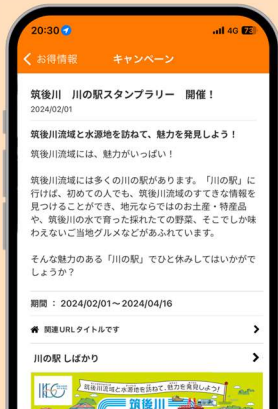 20:30
4G 73
お得情報 キャンペーン
筑後川 川の駅スタンプラリー 開催！
2024/02/01
筑後川流域と水源地を訪ねて、魅力を発見しよう！
筑後川流域には、魅力がいっぱい！
筑後川流域には多くの川の駅があります。「川の駅」に
行けば、初めての人でも、筑後川流域のすてきな情報を
見つけることができ、地元ならではのお土産・特産品
や、筑後川の水で育った採れたての野菜、そこでしか味
わえないご当地グルメなどがあふれています。
そんな魅力のある「川の駅」でひと休みしてはいかがで
しょうか？
期間 : 2024/02/01～2024/04/16
関連URLタイトルです
川の駅 しばかり
筑後川流域と水源地を訪ねて、魅力を発見しよう!
筑後川